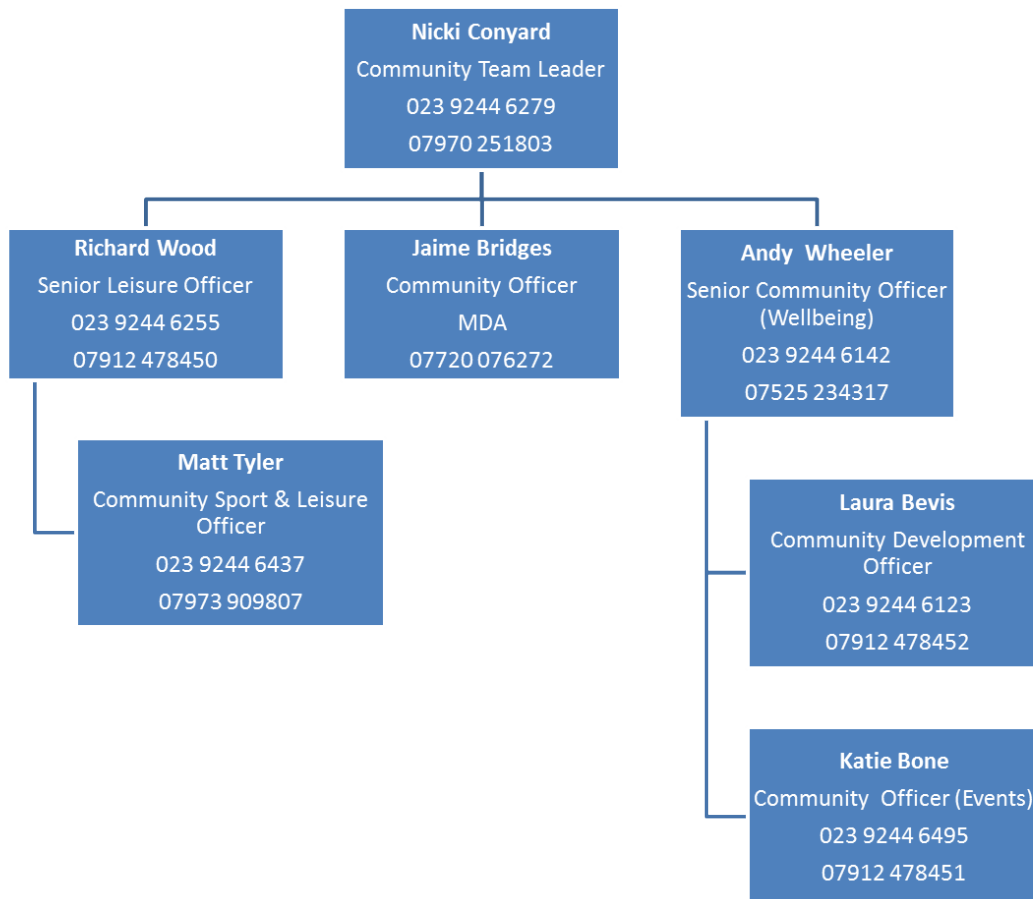 Nicki Conyard
Community Team Leader
023 9244 6279
07970 251803
Richard Wood
Senior Leisure Officer
023 9244 6255
07912 478450
Jaime Bridges
Community Officer
MDA
07720 076272
Andy Wheeler
Senior Community Officer
(Wellbeing)
023 9244 6142
07525 234317
Matt Tyler
Community Sport & Leisure
Officer
023 9244 6437
07973 909807
Laura Bevis
Community Development
Officer
023 9244 6123
07912 478452
Katie Bone
Community Officer (Events)
023 9244 6495
07912 478451